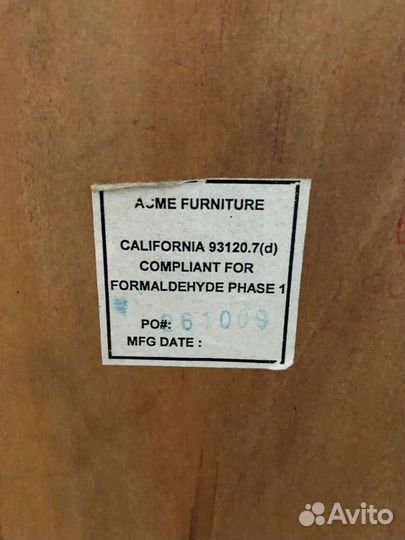 ACME FURNITURE
CALIFORNIA 93120.7(d)
COMPLIANT FOR
FORMALDEHYDE PHASE 1
PO#: 061009
MFG DATE :
Avito